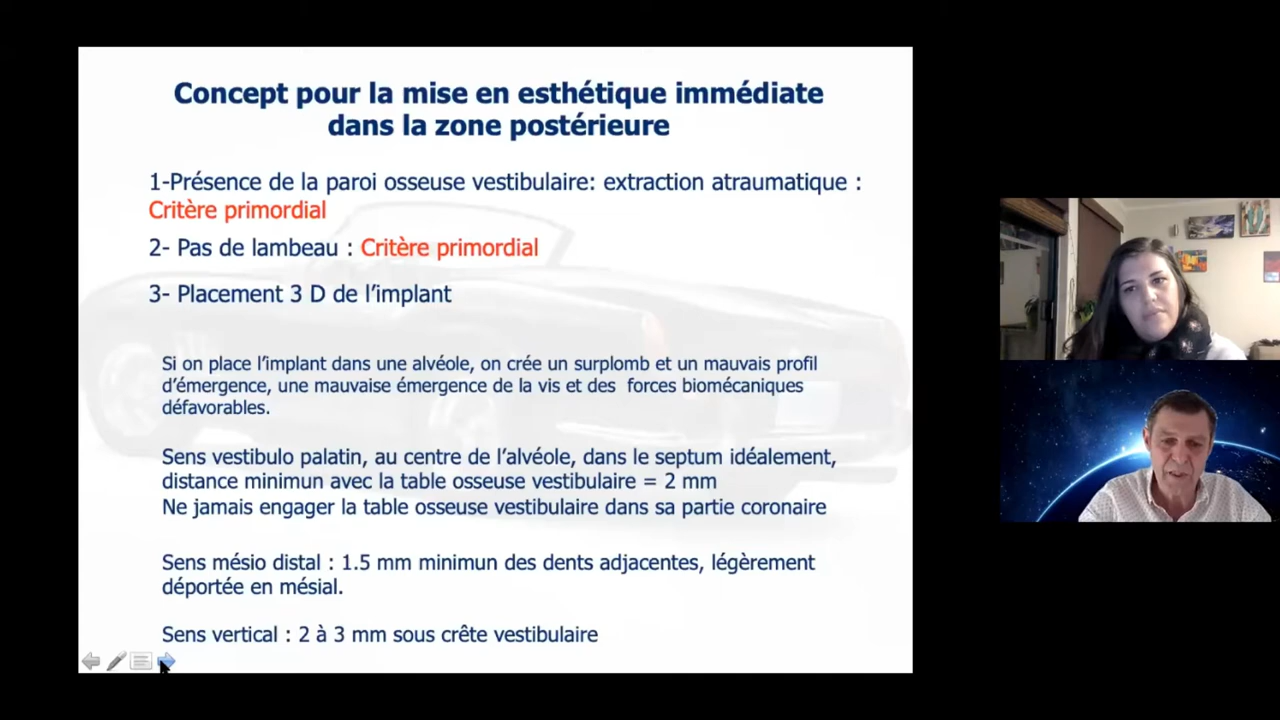 Concept pour la mise en esthétique immédiate
dans la zone postérieure
1-Présence de la paroi osseuse vestibulaire: extraction atraumatique :
Critère primordial
2- Pas de lambeau : Critère primordial
3- Placement 3 D de l’implant
Si on place l’implant dans une alvéole, on crée un surplomb et un mauvais profil
d’émergence, une mauvaise émergence de la vis et des forces biomécaniques
défavorables.
Sens vestibulo palatin, au centre de l’alvéole, dans le septum idéalement,
distance minimun avec la table osseuse vestibulaire = 2 mm
Ne jamais engager la table osseuse vestibulaire dans sa partie coronaire
Sens mésio distal : 1.5 mm minimun des dents adjacentes, légèrement
déportée en mésial.
Sens vertical : 2 à 3 mm sous crête vestibulaire